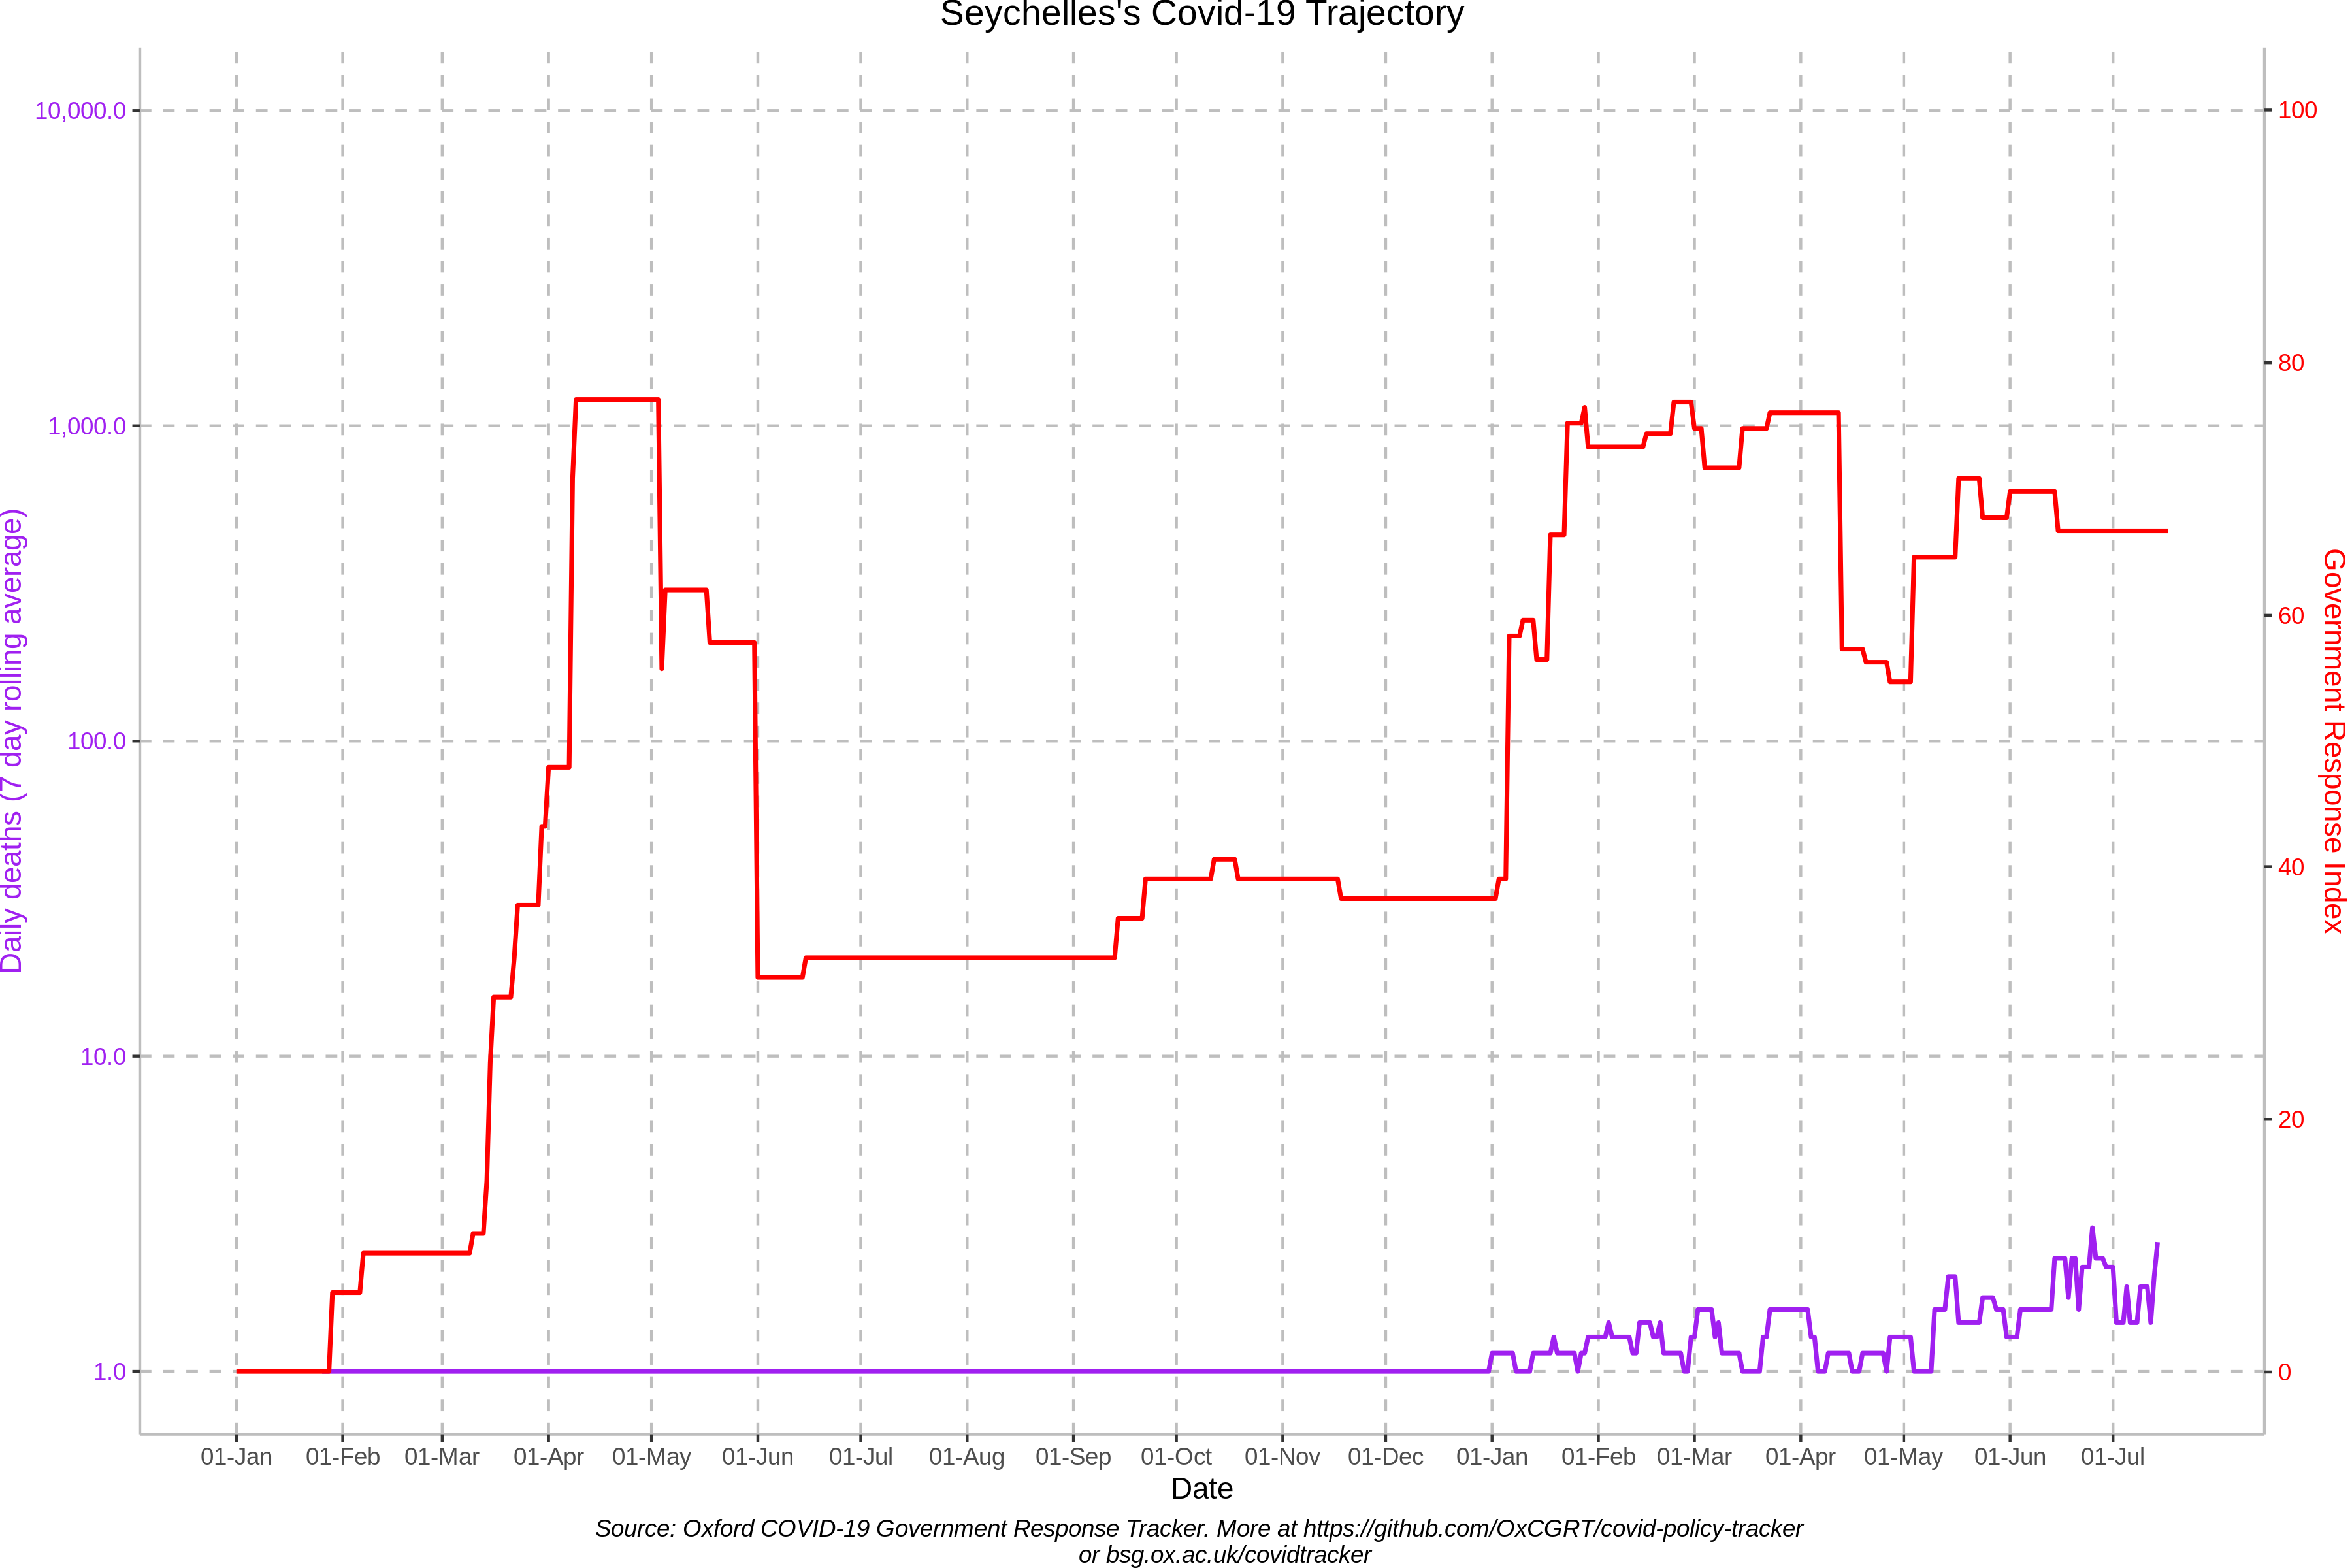 Seychelles's Covid-19 Trajectory
10,000.0
1,000.0
100.0
10.0
1.0
Daily deaths (7 day rolling average)
100
80
60
40
20
0
Government Response Index
01-Jan 01-Feb 01-Mar 01-Apr 01-May 01-Jun 01-Jul 01-Aug 01-Sep 01-Oct 01-Nov 01-Dec 01-Jan 01-Feb 01-Mar 01-Apr 01-May 01-Jun 01-Jul
Date
Source: Oxford COVID-19 Government Response Tracker. More at https://github.com/OxCGRT/covid-policy-tracker
or bsg.ox.ac.uk/covidtracker